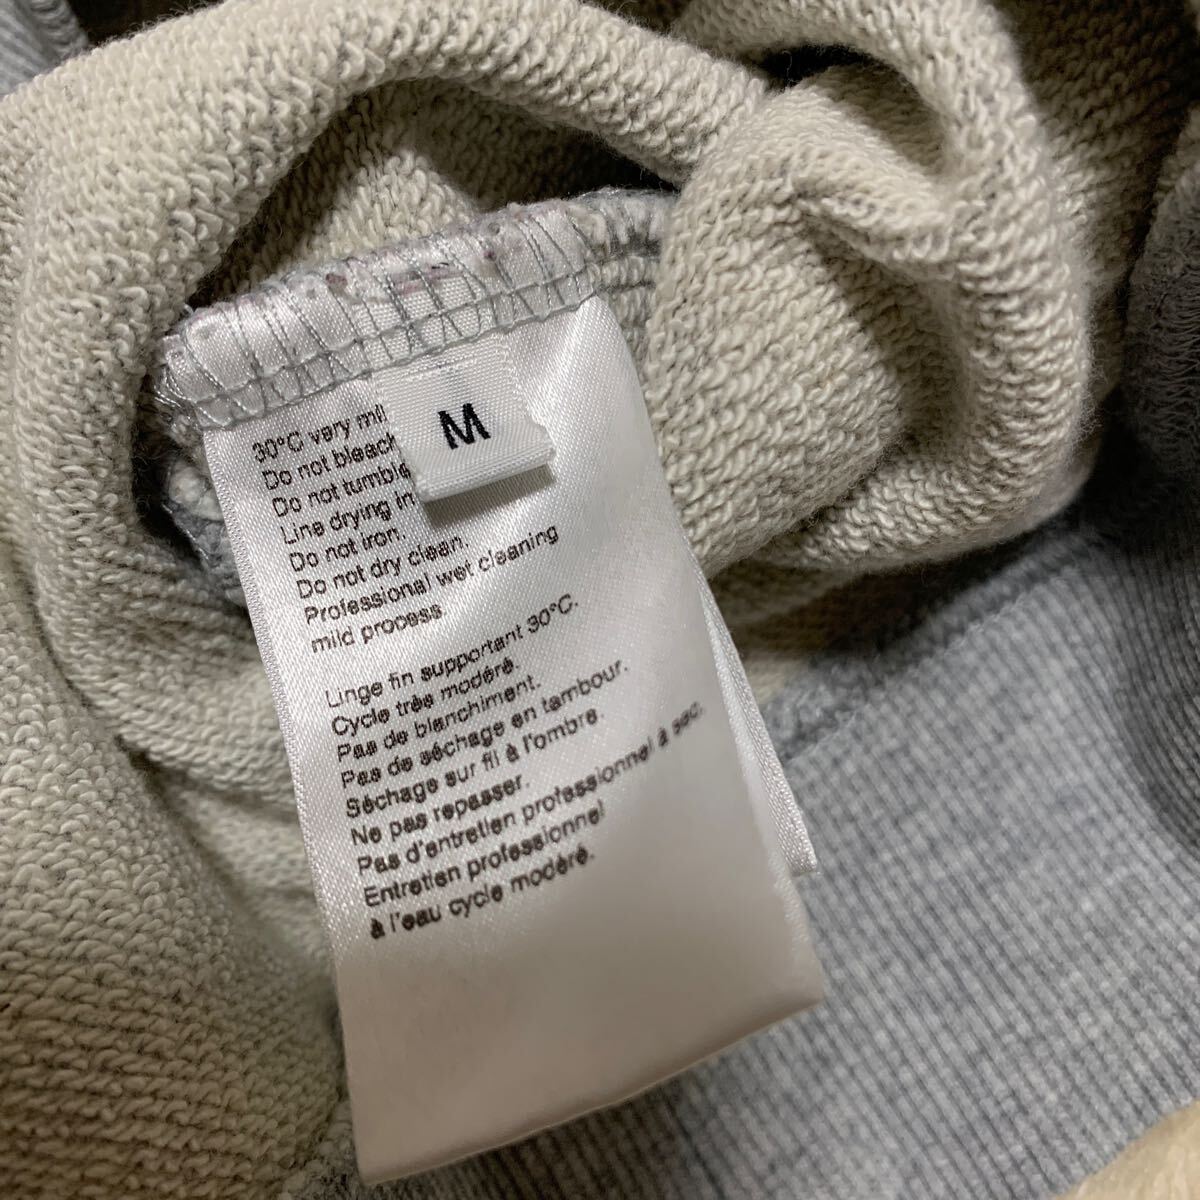 M
30°C very mil
Do not bleach
Do not tumble
Line drying in
Do not iron.
Do not dry clean.
Professional wet cleaning
mild process
Linge fin supportant 30°C.
Cycle très modéré.
Pas de blanchiment.
Pas de séchage en tambour.
Séchage sur fil à l'ombre.
Ne pas repasser.
Pas d'entretien professionnel à sec.
Entretien professionnel
à l'eau cycle modéré.